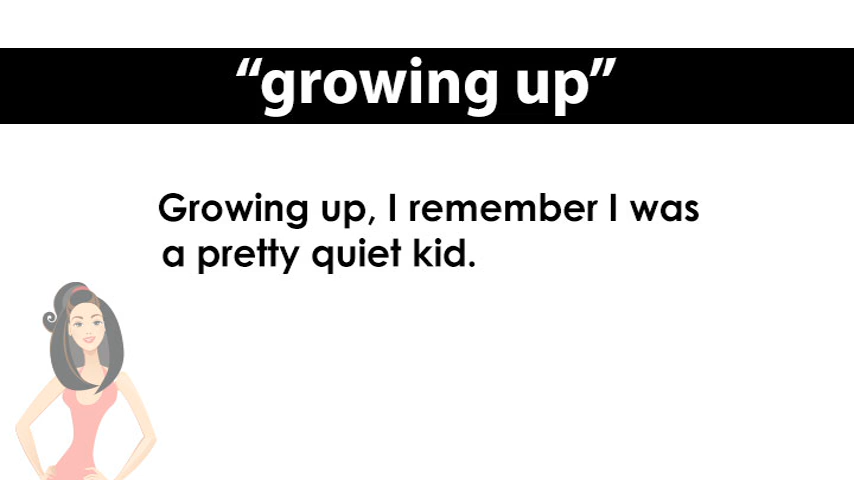 “growing up”
Growing up, I remember I was
a pretty quiet kid.